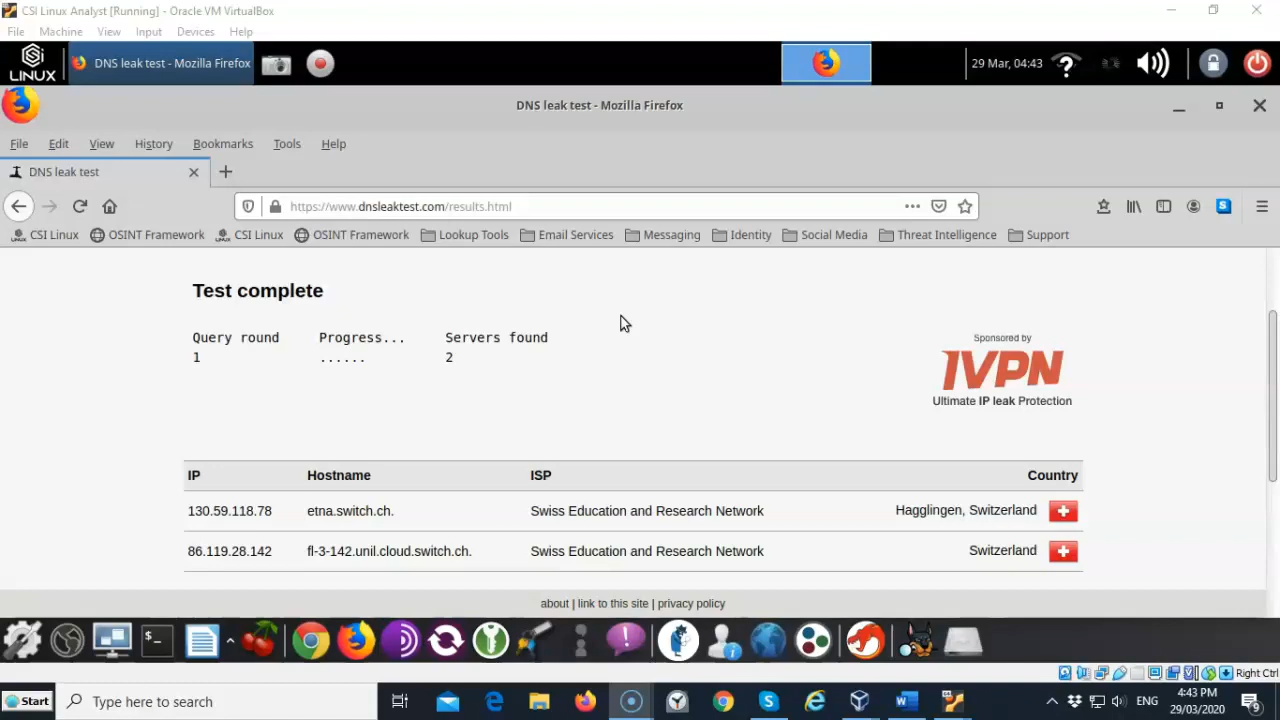 CSI Linux Analyst [Running] - Oracle VM VirtualBox
File Machine View Input Devices Help
SI LINUX DNS leak test - Mozilla Firefox 29 Mar, 04:43
DNS leak test - Mozilla Firefox
File Edit View History Bookmarks Tools Help
DNS leak test
https://www.dnsleaktest.com/results.html
CSI Linux OSINT Framework CSI Linux OSINT Framework Lookup Tools Email Services Messaging Identity Social Media Threat Intelligence Support
Test complete
Query round Progress... Servers found
1 ...... 2
Sponsored by
IVPN
Ultimate IP leak Protection
IP Hostname ISP Country
130.59.118.78 etna.switch.ch. Swiss Education and Research Network Hagglingen, Switzerland
86.119.28.142 fl-3-142.unil.cloud.switch.ch. Swiss Education and Research Network Switzerland
about | link to this site | privacy policy
Right Ctrl
Start Type here to search ENG 4:43 PM
29/03/2020